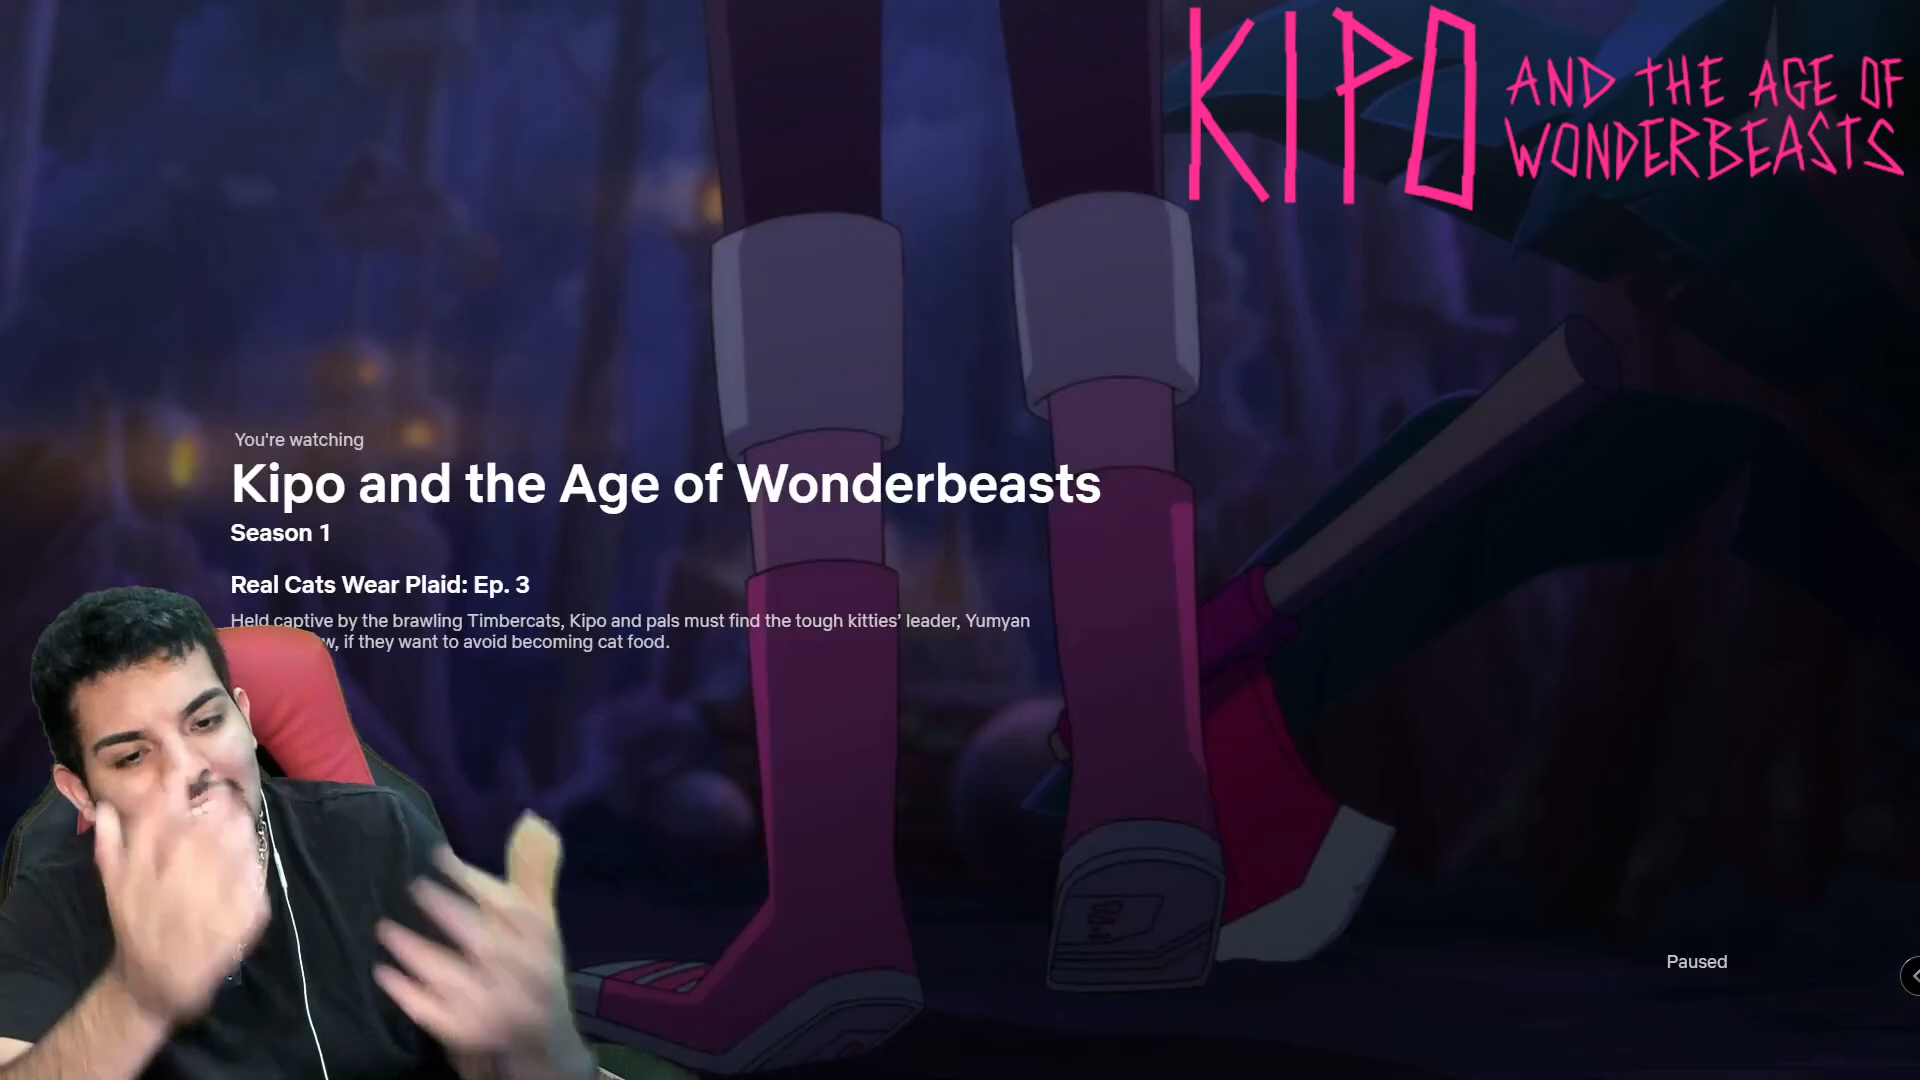 KIPO AND THE AGE OF
WONDERBEASTS
You're watching
Kipo and the Age of Wonderbeasts
Season 1
Real Cats Wear Plaid: Ep. 3
Held captive by the brawling Timbercats, Kipo and pals must find the tough kitties' leader, Yumyan
if they want to avoid becoming cat food.
Paused